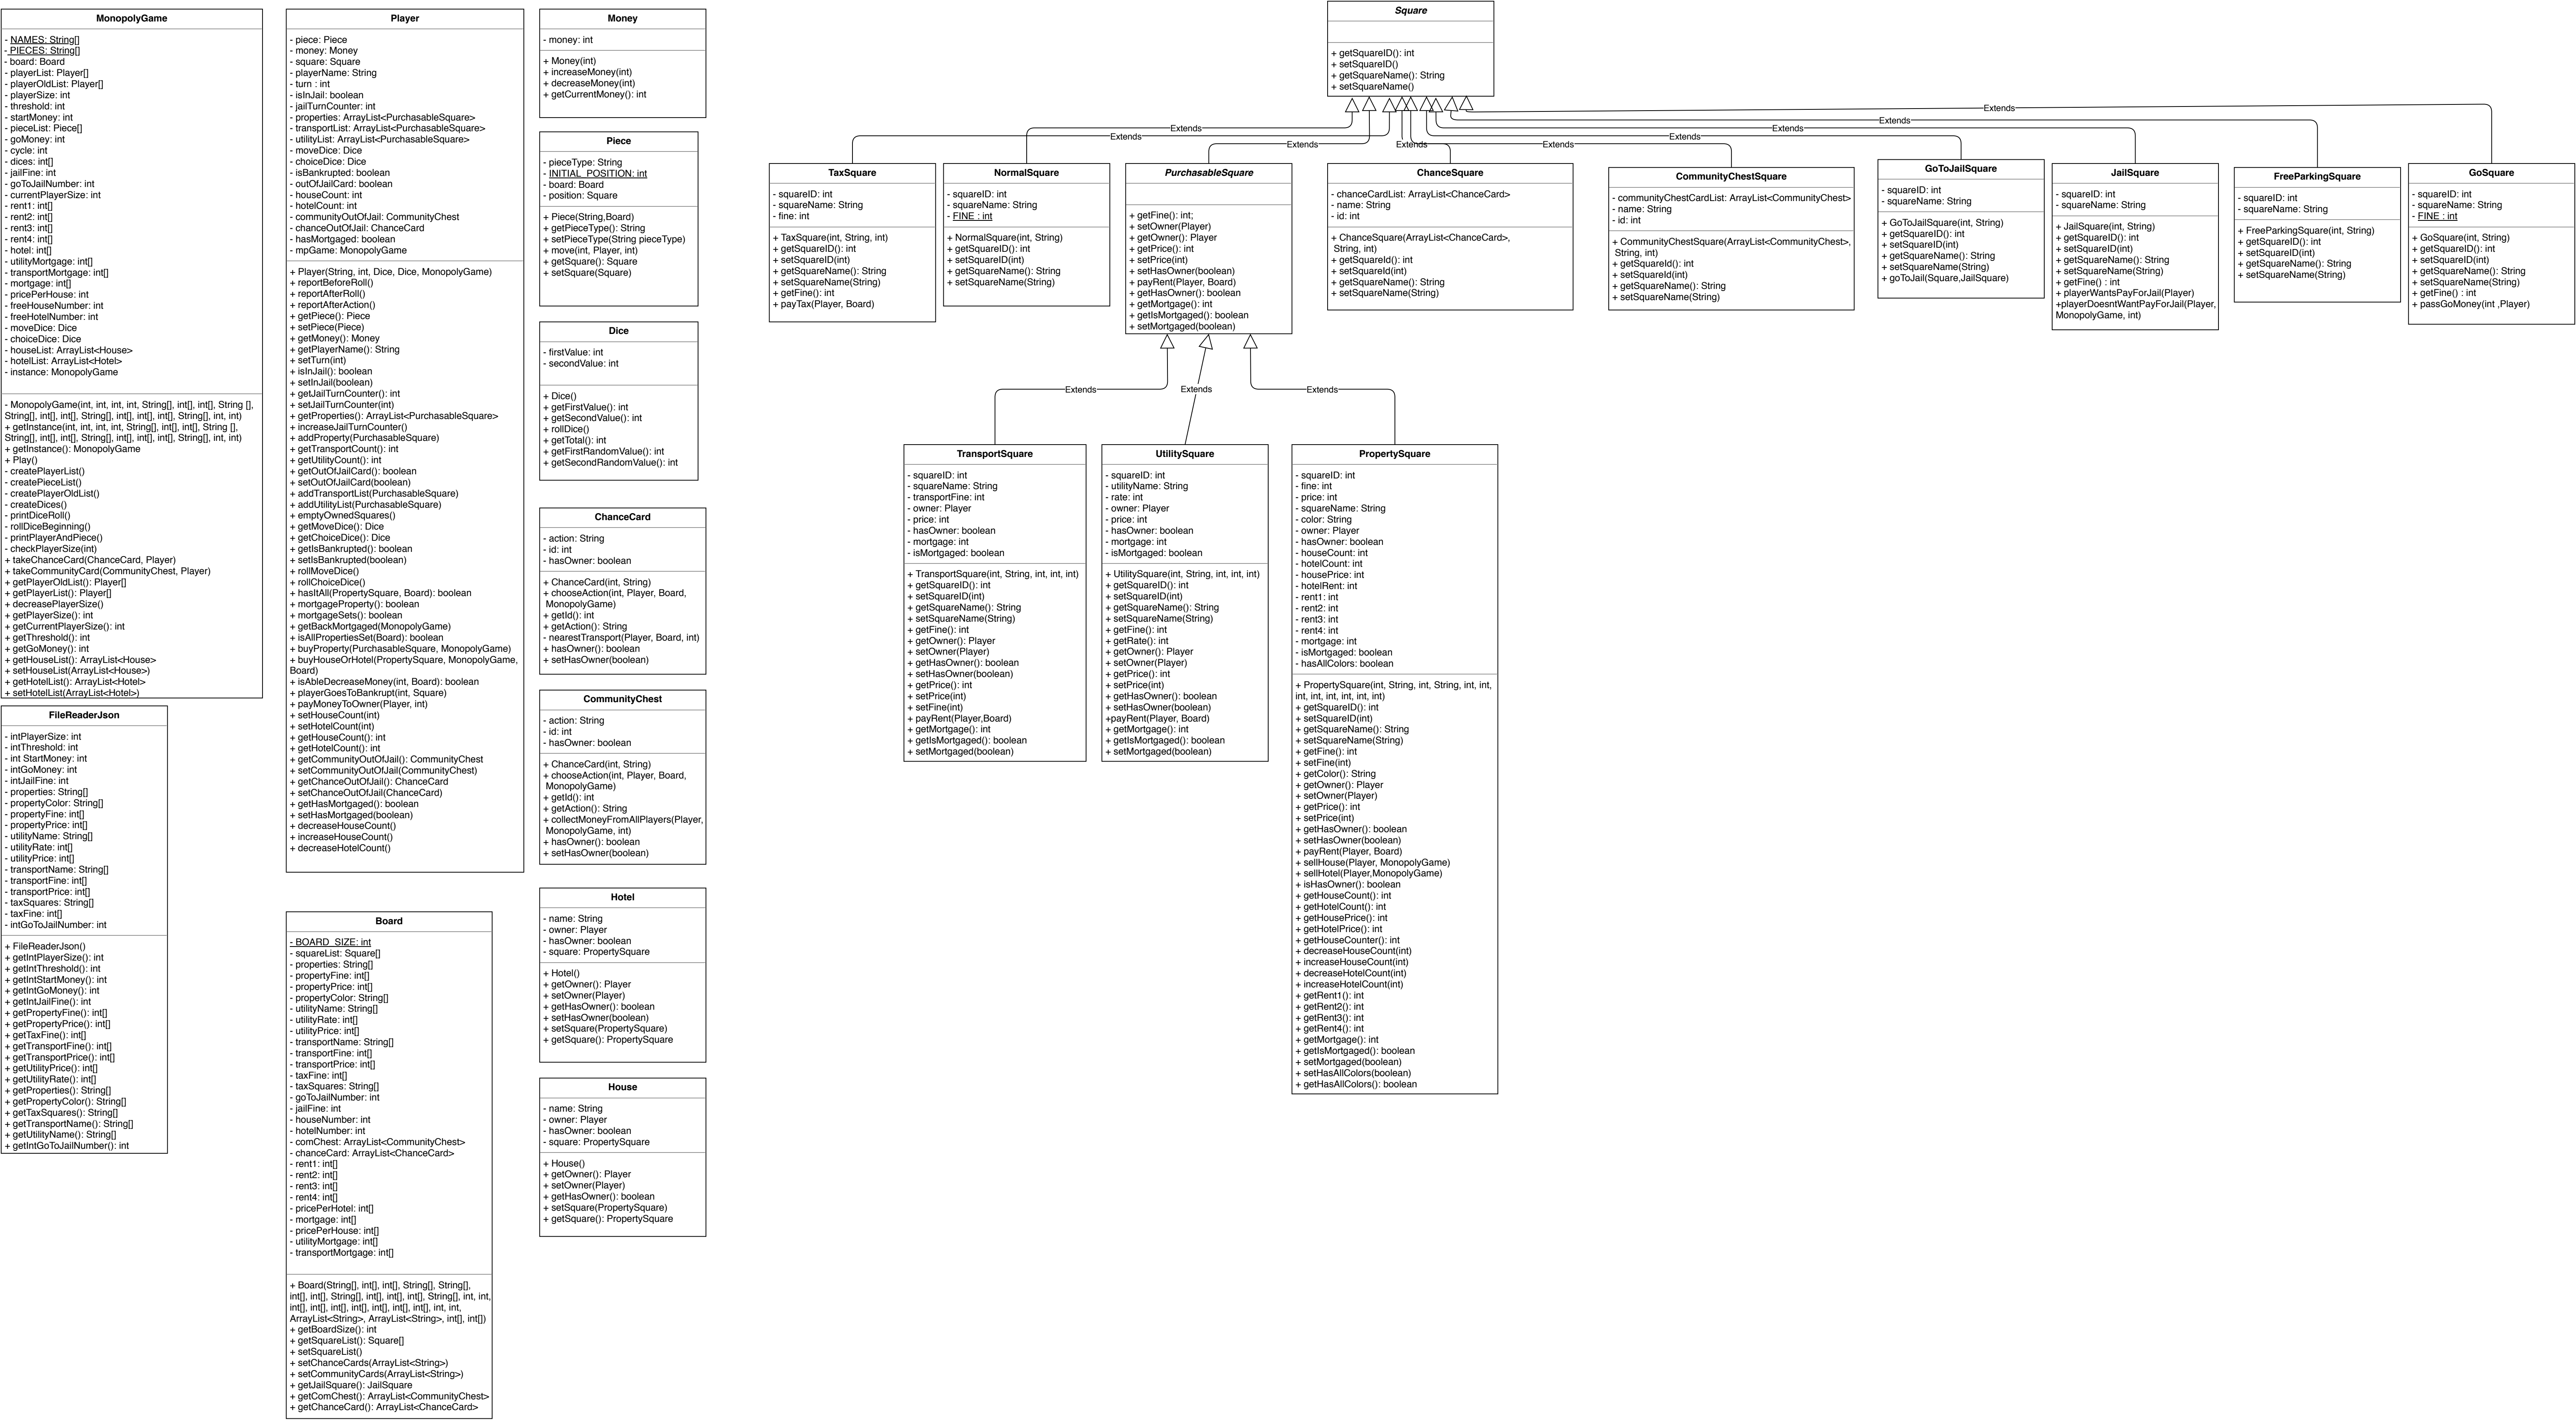 MonopolyGame
- NAMES: String[]
- PIECES: String[]
- board: Board
- playerList: Player[]
- playerOldList: Player[]
- playerSize: int
- threshold: int
- startMoney: int
- pieceList: Piece[]
- goMoney: int
- cycle: int
- dices: int[]
- jailFine: int
- goToJailNumber: int
- currentPlayerSize: int
- rent1: int[]
- rent2: int[]
- rent3: int[]
- rent4: int[]
- hotel: int[]
- utilityMortgage: int[]
- transportMortgage: int[]
- mortgage: int[]
- pricePerHouse: int
- freeHouseNumber: int
- freeHotelNumber: int
- moveDice: Dice
- choiceDice: Dice
- houseList: ArrayList<House>
- hotelList: ArrayList<Hotel>
- instance: MonopolyGame
- MonopolyGame(int, int, int, int, String[], int[], int[], String [],
String[], int[], int[], String[], int[], int[], int[], String[], int, int)
+ getInstance(int, int, int, int, String[], int[], int[], String [],
String[], int[], int[], String[], int[], int[], int[], String[], int, int)
+ getInstance(): MonopolyGame
+ Play()
- createPlayerList()
- createPieceList()
- createPlayerOldList()
- createDices()
- printDiceRoll()
- rollDiceBeginning()
- printPlayerAndPiece()
- checkPlayerSize(int)
+ takeChanceCard(ChanceCard, Player)
+ takeCommunityCard(CommunityChest, Player)
+ getPlayerOldList(): Player[]
+ getPlayerList(): Player[]
+ decreasePlayerSize()
+ getPlayerSize(): int
+ getCurrentPlayerSize(): int
+ getThreshold(): int
+ getGoMoney(): int
+ getHouseList(): ArrayList<House>
+ setHouseList(ArrayList<House>)
+ getHotelList(): ArrayList<Hotel>
+ setHotelList(ArrayList<Hotel>)
FileReaderJson
- intPlayerSize: int
- intThreshold: int
- int StartMoney: int
- intGoMoney: int
- intJailFine: int
- properties: String[]
- propertyColor: String[]
- propertyFine: int[]
- propertyPrice: int[]
- utilityName: String[]
- utilityRate: int[]
- utilityPrice: int[]
- transportName: String[]
- transportFine: int[]
- transportPrice: int[]
- taxSquares: String[]
- taxFine: int[]
- intGoToJailNumber: int
+ FileReaderJson()
+ getIntPlayerSize(): int
+ getIntThreshold(): int
+ getIntStartMoney(): int
+ getIntGoMoney(): int
+ getIntJailFine(): int
+ getPropertyFine(): int[]
+ getPropertyPrice(): int[]
+ getTaxFine(): int[]
+ getTransportFine(): int[]
+ getTransportPrice(): int[]
+ getUtilityPrice(): int[]
+ getUtilityRate(): int[]
+ getProperties(): String[]
+ getPropertyColor(): String[]
+ getTaxSquares(): String[]
+ getTransportName(): String[]
+ getUtilityName(): String[]
+ getIntGoToJailNumber(): int
Player
- piece: Piece
- money: Money
- square: Square
- playerName: String
- turn : int
- isInJail: boolean
- jailTurnCounter: int
- properties: ArrayList<PurchasableSquare>
- transportList: ArrayList<PurchasableSquare>
- utilityList: ArrayList<PurchasableSquare>
- moveDice: Dice
- choiceDice: Dice
- isBankrupted: boolean
- outOfJailCard: boolean
- houseCount: int
- hotelCount: int
- communityOutOfJail: CommunityChest
- chanceOutOfJail: ChanceCard
- hasMortgaged: boolean
- mpGame: MonopolyGame
+ Player(String, int, Dice, Dice, MonopolyGame)
+ reportBeforeRoll()
+ reportAfterRoll()
+ reportAfterAction()
+ getPiece(): Piece
+ setPiece(Piece)
+ getMoney(): Money
+ getPlayerName(): String
+ setTurn(int)
+ isInJail(): boolean
+ setInJail(boolean)
+ getJailTurnCounter(): int
+ setJailTurnCounter(int)
+ getProperties(): ArrayList<PurchasableSquare>
+ increaseJailTurnCounter()
+ addProperty(PurchasableSquare)
+ getTransportCount(): int
+ getUtilityCount(): int
+ getOutOfJailCard(): boolean
+ setOutOfJailCard(boolean)
+ addTransportList(PurchasableSquare)
+ addUtilityList(PurchasableSquare)
+ emptyOwnedSquares()
+ getMoveDice(): Dice
+ getChoiceDice(): Dice
+ getIsBankrupted(): boolean
+ setIsBankrupted(boolean)
+ rollMoveDice()
+ rollChoiceDice()
+ hasItAll(PropertySquare, Board): boolean
+ mortgageProperty(): boolean
+ mortgageSets(): boolean
+ getBackMortgaged(MonopolyGame)
+ isAllPropertiesSet(Board): boolean
+ buyProperty(PurchasableSquare, MonopolyGame)
+ buyHouseOrHotel(PropertySquare, MonopolyGame,
Board)
+ isAbleDecreaseMoney(int, Board): boolean
+ playerGoesToBankrupt(int, Square)
+ payMoneyToOwner(Player, int)
+ setHouseCount(int)
+ setHotelCount(int)
+ getHouseCount(): int
+ getHotelCount(): int
+ getCommunityOutOfJail(): CommunityChest
+ setCommunityOutOfJail(CommunityChest)
+ getChanceOutOfJail(): ChanceCard
+ setChanceOutOfJail(ChanceCard)
+ getHasMortgaged(): boolean
+ setHasMortgaged(boolean)
+ decreaseHouseCount()
+ increaseHouseCount()
+ decreaseHotelCount()
Board
- BOARD_SIZE: int
- squareList: Square[]
- properties: String[]
- propertyFine: int[]
- propertyPrice: int[]
- propertyColor: String[]
- utilityName: String[]
- utilityRate: int[]
- utilityPrice: int[]
- transportName: String[]
- transportFine: int[]
- transportPrice: int[]
- taxFine: int[]
- taxSquares: String[]
- goToJailNumber: int
- jailFine: int
- houseNumber: int
- hotelNumber: int
- comChest: ArrayList<CommunityChest>
- chanceCard: ArrayList<ChanceCard>
- rent1: int[]
- rent2: int[]
- rent3: int[]
- rent4: int[]
- pricePerHotel: int[]
- mortgage: int[]
- pricePerHouse: int[]
- utilityMortgage: int[]
- transportMortgage: int[]
+ Board(String[], int[], int[], String[], String[],
int[], int[], String[], int[], int[], int[], String[], int, int,
int[], int[], int[], int[], int[], int[], int[], int, int,
ArrayList<String>, ArrayList<String>, int[], int[])
+ getBoardSize(): int
+ getSquareList(): Square[]
+ setSquareList()
+ setChanceCards(ArrayList<String>)
+ setCommunityCards(ArrayList<String>)
+ getJailSquare(): JailSquare
+ getComChest(): ArrayList<CommunityChest>
+ getChanceCard(): ArrayList<ChanceCard>
Money
- money: int
+ Money(int)
+ increaseMoney(int)
+ decreaseMoney(int)
+ getCurrentMoney(): int
Piece
- pieceType: String
- INITIAL_POSITION: int
- board: Board
- position: Square
+ Piece(String,Board)
+ getPieceType(): String
+ setPieceType(String pieceType)
+ move(int, Player, int)
+ getSquare(): Square
+ setSquare(Square)
Dice
- firstValue: int
- secondValue: int
+ Dice()
+ getFirstValue(): int
+ getSecondValue(): int
+ rollDice()
+ getTotal(): int
+ getFirstRandomValue(): int
+ getSecondRandomValue(): int
ChanceCard
- action: String
- id: int
- hasOwner: boolean
+ ChanceCard(int, String)
+ chooseAction(int, Player, Board,
MonopolyGame)
+ getId(): int
+ getAction(): String
- nearestTransport(Player, Board, int)
+ hasOwner(): boolean
+ setHasOwner(boolean)
CommunityChest
- action: String
- id: int
- hasOwner: boolean
+ ChanceCard(int, String)
+ chooseAction(int, Player, Board,
MonopolyGame)
+ getId(): int
+ getAction(): String
+ collectMoneyFromAllPlayers(Player,
MonopolyGame, int)
+ hasOwner(): boolean
+ setHasOwner(boolean)
Hotel
- name: String
- owner: Player
- hasOwner: boolean
- square: PropertySquare
+ Hotel()
+ getOwner(): Player
+ setOwner(Player)
+ getHasOwner(): boolean
+ setHasOwner(boolean)
+ setSquare(PropertySquare)
+ getSquare(): PropertySquare
House
- name: String
- owner: Player
- hasOwner: boolean
- square: PropertySquare
+ House()
+ getOwner(): Player
+ setOwner(Player)
+ getHasOwner(): boolean
+ setSquare(PropertySquare)
+ getSquare(): PropertySquare
Square
+ getSquareID(): int
+ setSquareID()
+ getSquareName(): String
+ setSquareName()
Extends
Extends
Extends
Extends
Extends
Extends
Extends
Extends
Extends
TaxSquare
- squareID: int
- squareName: String
- fine: int
+ TaxSquare(int, String, int)
+ getSquareID(): int
+ setSquareID(int)
+ getSquareName(): String
+ setSquareName(String)
+ getFine(): int
+ payTax(Player, Board)
NormalSquare
- squareID: int
- squareName: String
- FINE : int
+ NormalSquare(int, String)
+ getSquareID(): int
+ setSquareID(int)
+ getSquareName(): String
+ setSquareName(String)
PurchasableSquare
+ getFine(): int;
+ setOwner(Player)
+ getOwner(): Player
+ getPrice(): int
+ setPrice(int)
+ setHasOwner(boolean)
+ payRent(Player, Board)
+ getHasOwner(): boolean
+ getMortgage(): int
+ getIsMortgaged(): boolean
+ setMortgaged(boolean)
ChanceSquare
- chanceCardList: ArrayList<ChanceCard>
- name: String
- id: int
+ ChanceSquare(ArrayList<ChanceCard>,
String, int)
+ getSquareId(): int
+ setSquareId(int)
+ getSquareName(): String
+ setSquareName(String)
CommunityChestSquare
- communityChestCardList: ArrayList<CommunityChest>
- name: String
- id: int
+ CommunityChestSquare(ArrayList<CommunityChest>,
String, int)
+ getSquareId(): int
+ setSquareId(int)
+ getSquareName(): String
+ setSquareName(String)
GoToJailSquare
- squareID: int
- squareName: String
+ GoToJailSquare(int, String)
+ getSquareID(): int
+ setSquareID(int)
+ getSquareName(): String
+ setSquareName(String)
+ goToJail(Square,JailSquare)
JailSquare
- squareID: int
- squareName: String
+ JailSquare(int, String)
+ getSquareID(): int
+ setSquareID(int)
+ getSquareName(): String
+ setSquareName(String)
+ getFine() : int
+ playerWantsPayForJail(Player)
+playerDoesntWantPayForJail(Player,
MonopolyGame, int)
FreeParkingSquare
- squareID: int
- squareName: String
+ FreeParkingSquare(int, String)
+ getSquareID(): int
+ setSquareID(int)
+ getSquareName(): String
+ setSquareName(String)
GoSquare
- squareID: int
- squareName: String
- FINE : int
+ GoSquare(int, String)
+ getSquareID(): int
+ setSquareID(int)
+ getSquareName(): String
+ setSquareName(String)
+ getFine() : int
+ passGoMoney(int ,Player)
Extends
Extends
Extends
TransportSquare
- squareID: int
- squareName: String
- transportFine: int
- owner: Player
- price: int
- hasOwner: boolean
- mortgage: int
- isMortgaged: boolean
+ TransportSquare(int, String, int, int, int)
+ getSquareID(): int
+ setSquareID(int)
+ getSquareName(): String
+ setSquareName(String)
+ getFine(): int
+ getOwner(): Player
+ setOwner(Player)
+ getHasOwner(): boolean
+ setHasOwner(boolean)
+ getPrice(): int
+ setPrice(int)
+ setFine(int)
+ payRent(Player,Board)
+ getMortgage(): int
+ getIsMortgaged(): boolean
+ setMortgaged(boolean)
UtilitySquare
- squareID: int
- utilityName: String
- rate: int
- owner: Player
- price: int
- hasOwner: boolean
- mortgage: int
- isMortgaged: boolean
+ UtilitySquare(int, String, int, int, int)
+ getSquareID(): int
+ setSquareID(int)
+ getSquareName(): String
+ setSquareName(String)
+ getFine(): int
+ getRate(): int
+ getOwner(): Player
+ setOwner(Player)
+ getPrice(): int
+ setPrice(int)
+ getHasOwner(): boolean
+ setHasOwner(boolean)
+payRent(Player, Board)
+ getMortgage(): int
+ getIsMortgaged(): boolean
+ setMortgaged(boolean)
PropertySquare
- squareID: int
- fine: int
- price: int
- squareName: String
- color: String
- owner: Player
- hasOwner: boolean
- houseCount: int
- hotelCount: int
- housePrice: int
- hotelRent: int
- rent1: int
- rent2: int
- rent3: int
- rent4: int
- mortgage: int
- isMortgaged: boolean
- hasAllColors: boolean
+ PropertySquare(int, String, int, String, int, int,
int, int, int, int, int, int)
+ getSquareID(): int
+ setSquareID(int)
+ getSquareName(): String
+ setSquareName(String)
+ getFine(): int
+ setFine(int)
+ getColor(): String
+ getOwner(): Player
+ setOwner(Player)
+ getPrice(): int
+ setPrice(int)
+ getHasOwner(): boolean
+ setHasOwner(boolean)
+ payRent(Player, Board)
+ sellHouse(Player, MonopolyGame)
+ sellHotel(Player,MonopolyGame)
+ isHasOwner(): boolean
+ getHouseCount(): int
+ getHotelCount(): int
+ getHousePrice(): int
+ getHotelPrice(): int
+ getHouseCounter(): int
+ decreaseHouseCount(int)
+ increaseHouseCount(int)
+ decreaseHotelCount(int)
+ increaseHotelCount(int)
+ getRent1(): int
+ getRent2(): int
+ getRent3(): int
+ getRent4(): int
+ getMortgage(): int
+ getIsMortgaged(): boolean
+ setMortgaged(boolean)
+ setHasAllColors(boolean)
+ getHasAllColors(): boolean